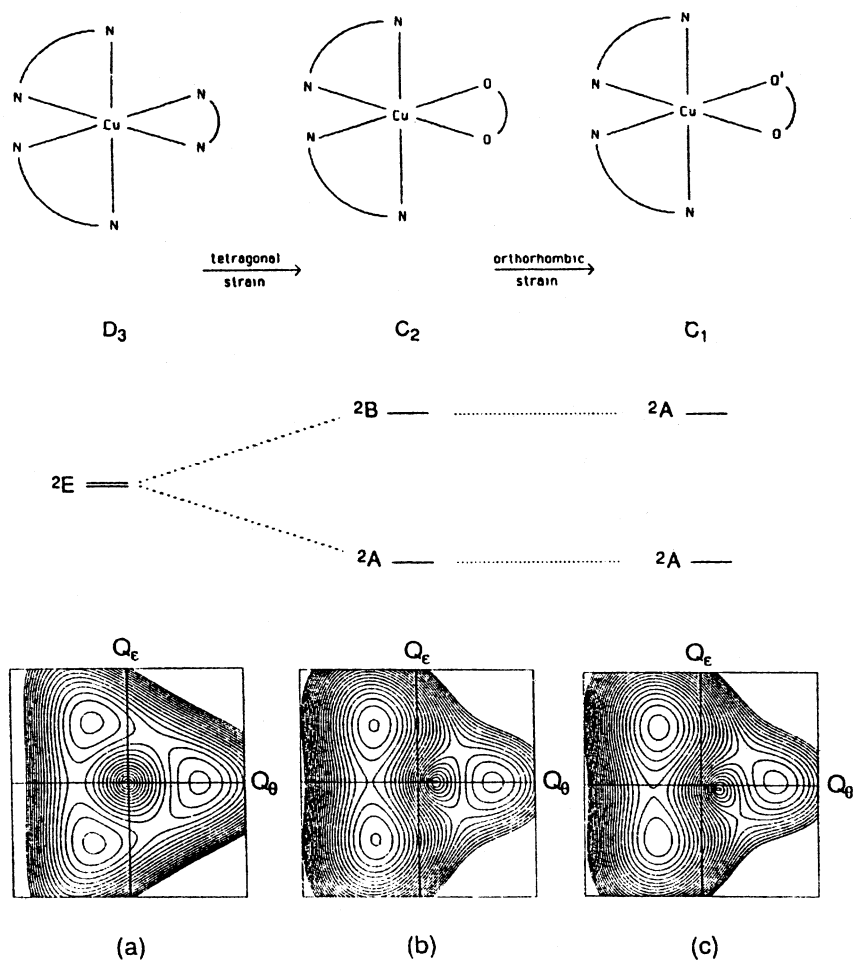 N N N N N N Cu
N N N N O O Cu
N N N N O' O Cu
tetragonal
strain
orthorhombic
strain
D3 C2 C1
2B 2A
2E
2A 2A
Qε Qε Qε
Qθ Qθ Qθ
(a) (b) (c)